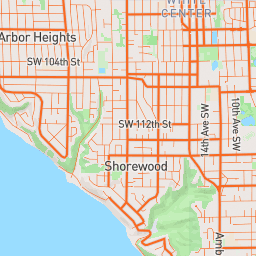 WHITE
CENTER
Arbor Heights
SW 104th St
SW 112th St
14th Ave SW
10th Ave SW
Shorewood
Amb